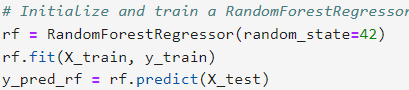 # Initialize and train a RandomForestRegressor
rf = RandomForestRegressor(random_state=42)
rf.fit(X_train, y_train)
y_pred_rf = rf.predict(X_test)